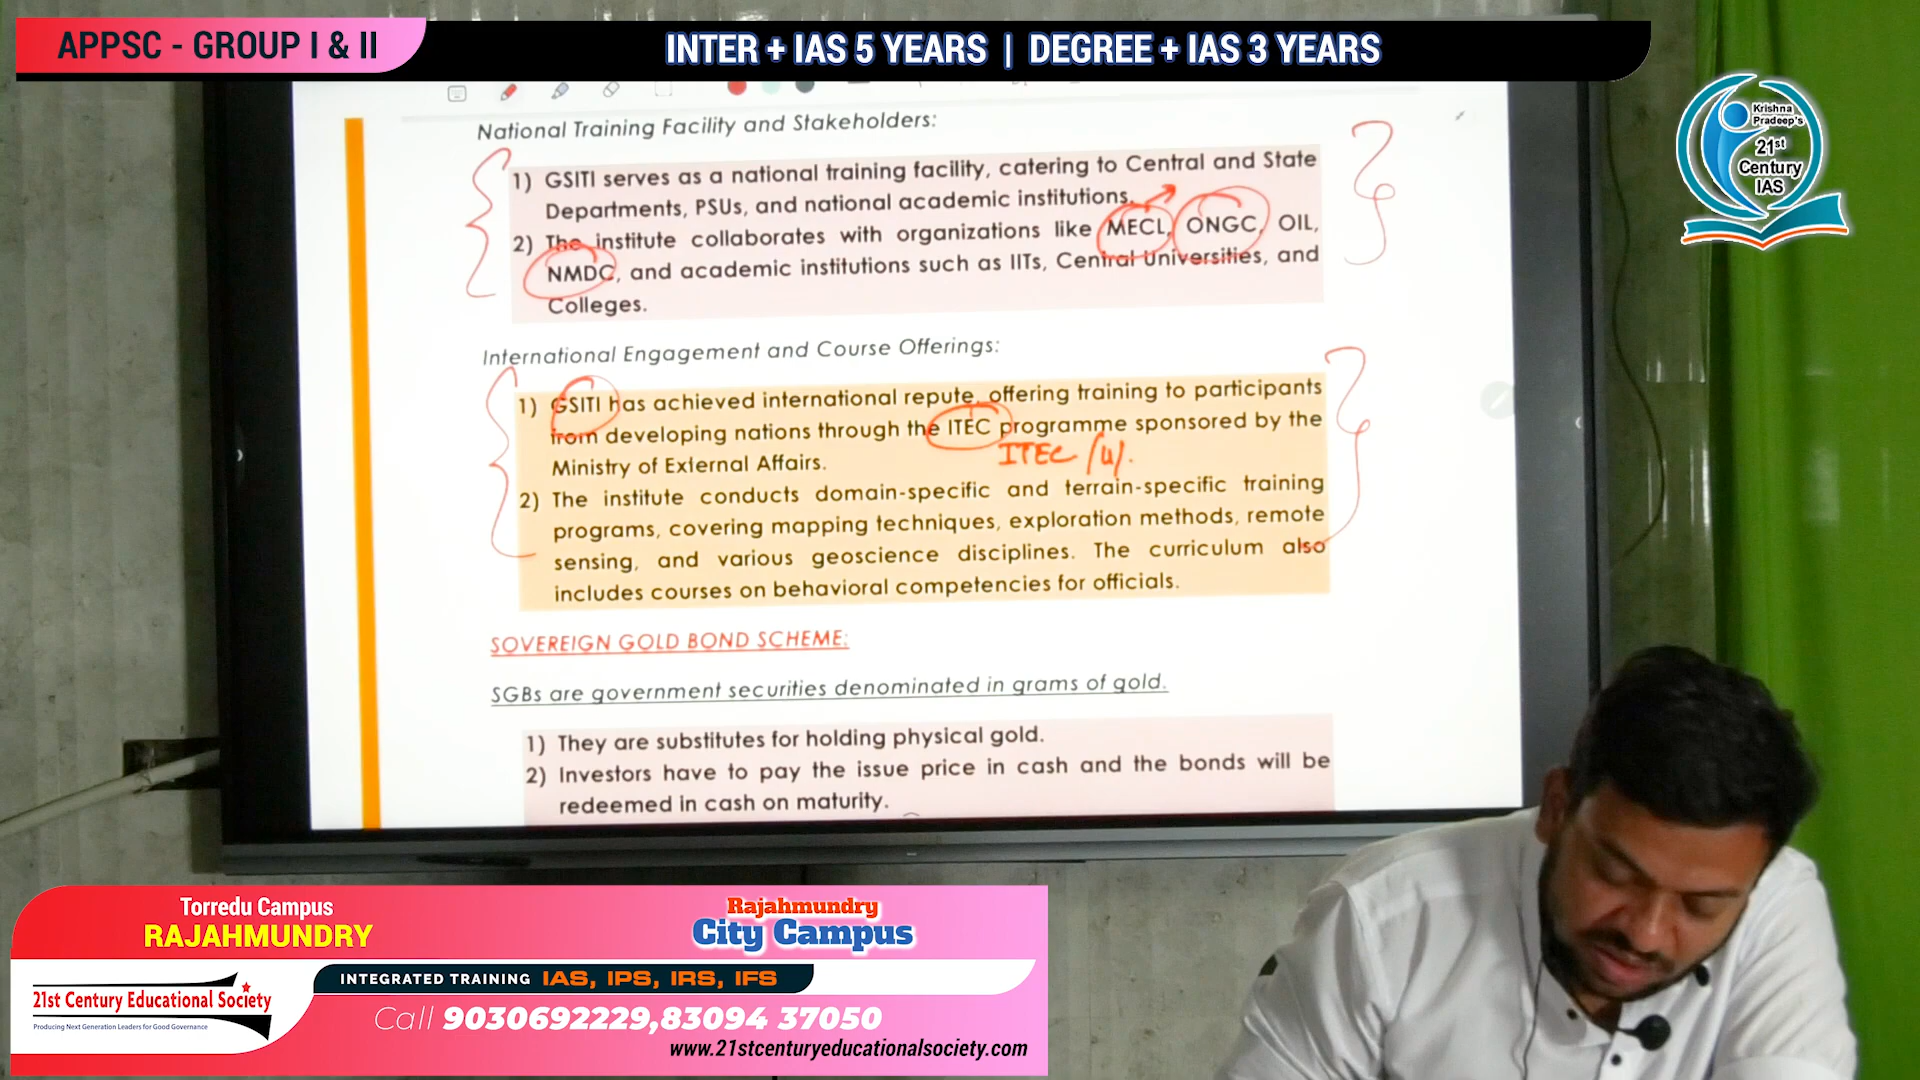 APPSC - GROUP I & II
INTER + IAS 5 YEARS | DEGREE + IAS 3 YEARS
Krishna
Pradeep's
21st
Century
IAS
National Training Facility and Stakeholders:
1) GSITI serves as a national training facility, catering to Central and State
Departments, PSUs, and national academic institutions.
2) The institute collaborates with organizations like MECL, ONGC, OIL,
NMDC, and academic institutions such as IITs, Central Universities, and
Colleges.
International Engagement and Course Offerings:
1) GSITI has achieved international repute, offering training to participants
from developing nations through the ITEC programme sponsored by the
ITEC
Ministry of External Affairs.
2) The institute conducts domain-specific and terrain-specific training
programs, covering mapping techniques, exploration methods, remote
sensing, and various geoscience disciplines. The curriculum also
includes courses on behavioral competencies for officials.
SOVEREIGN GOLD BOND SCHEME:
SGBs are government securities denominated in grams of gold.
1) They are substitutes for holding physical gold.
2) Investors have to pay the issue price in cash and the bonds will be
redeemed in cash on maturity.
Torredu Campus
RAJAHMUNDRY
Rajahmundry
City Campus
21st Century Educational Society
Producing Next Generation Leaders for Good Governance
INTEGRATED TRAINING IAS, IPS, IRS, IFS
Call 9030692229,83094 37050
www.21stcenturyeducationalsociety.com